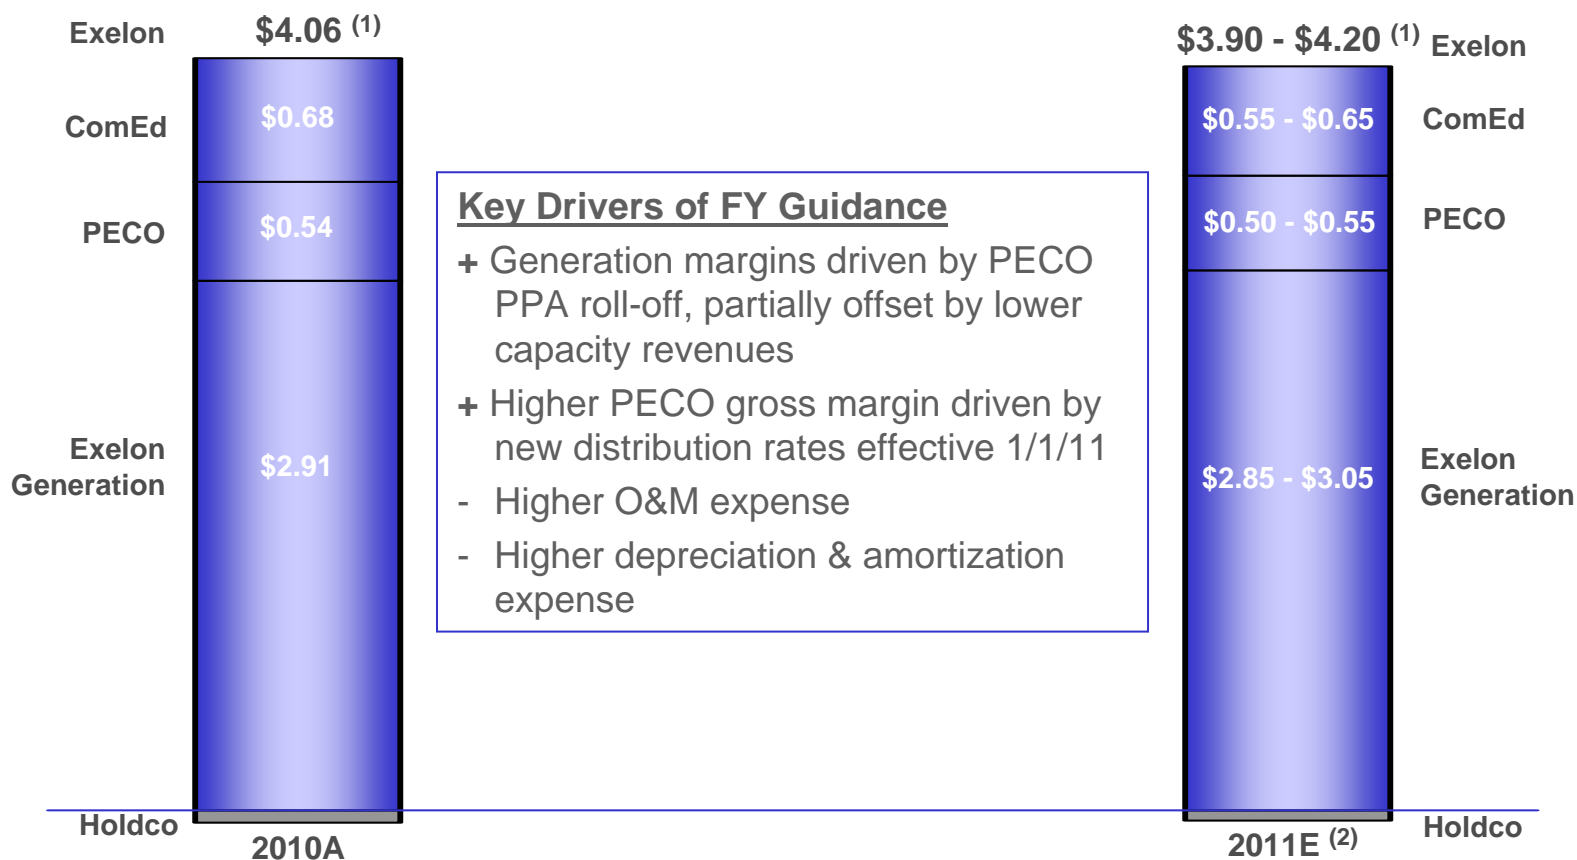 Exelon
$4.06 (1)
ComEd
$0.68
PECO
$0.54
Exelon
Generation
$2.91
Holdco
2010A
Key Drivers of FY Guidance
+ Generation margins driven by PECO
PPA roll-off, partially offset by lower
capacity revenues
+ Higher PECO gross margin driven by
new distribution rates effective 1/1/11
- Higher O&M expense
- Higher depreciation & amortization
expense
$3.90 - $4.20 (1)
Exelon
$0.55 - $0.65
ComEd
$0.50 - $0.55
PECO
$2.85 - $3.05
Exelon
Generation
Holdco
2011E (2)